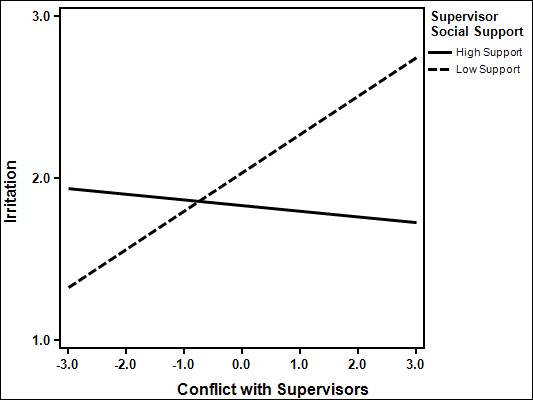 Supervisor
Social Support
High Support
Low Support
Irritation
3.0
2.0
1.0
-3.0 -2.0 -1.0 0.0 1.0 2.0 3.0
Conflict with Supervisors